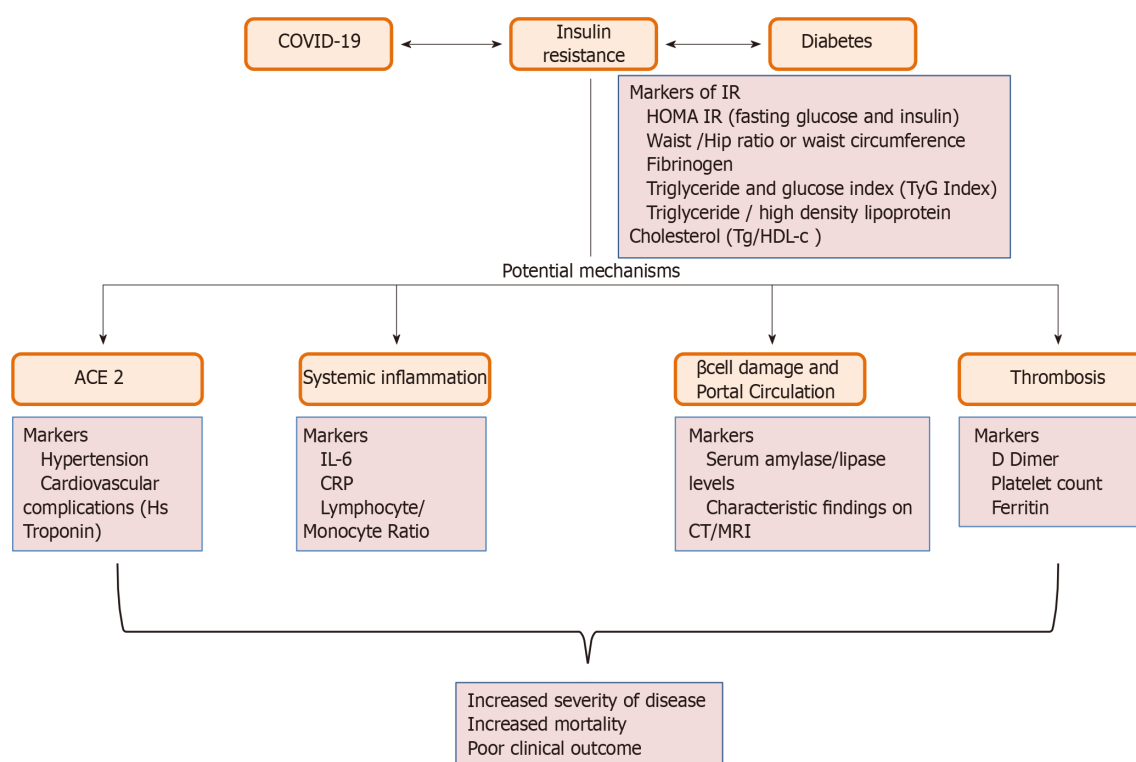 COVID-19
Insulin
resistance
Diabetes
Markers of IR
HOMA IR (fasting glucose and insulin)
Waist /Hip ratio or waist circumference
Fibrinogen
Triglyceride and glucose index (TyG Index)
Triglyceride / high density lipoprotein
Cholesterol (Tg/HDL-c )
Potential mechanisms
ACE 2
Markers
Hypertension
Cardiovascular
complications (Hs
Troponin)
Systemic inflammation
Markers
IL-6
CRP
Lymphocyte/
Monocyte Ratio
βcell damage and
Portal Circulation
Markers
Serum amylase/lipase
levels
Characteristic findings on
CT/MRI
Thrombosis
Markers
D Dimer
Platelet count
Ferritin
Increased severity of disease
Increased mortality
Poor clinical outcome